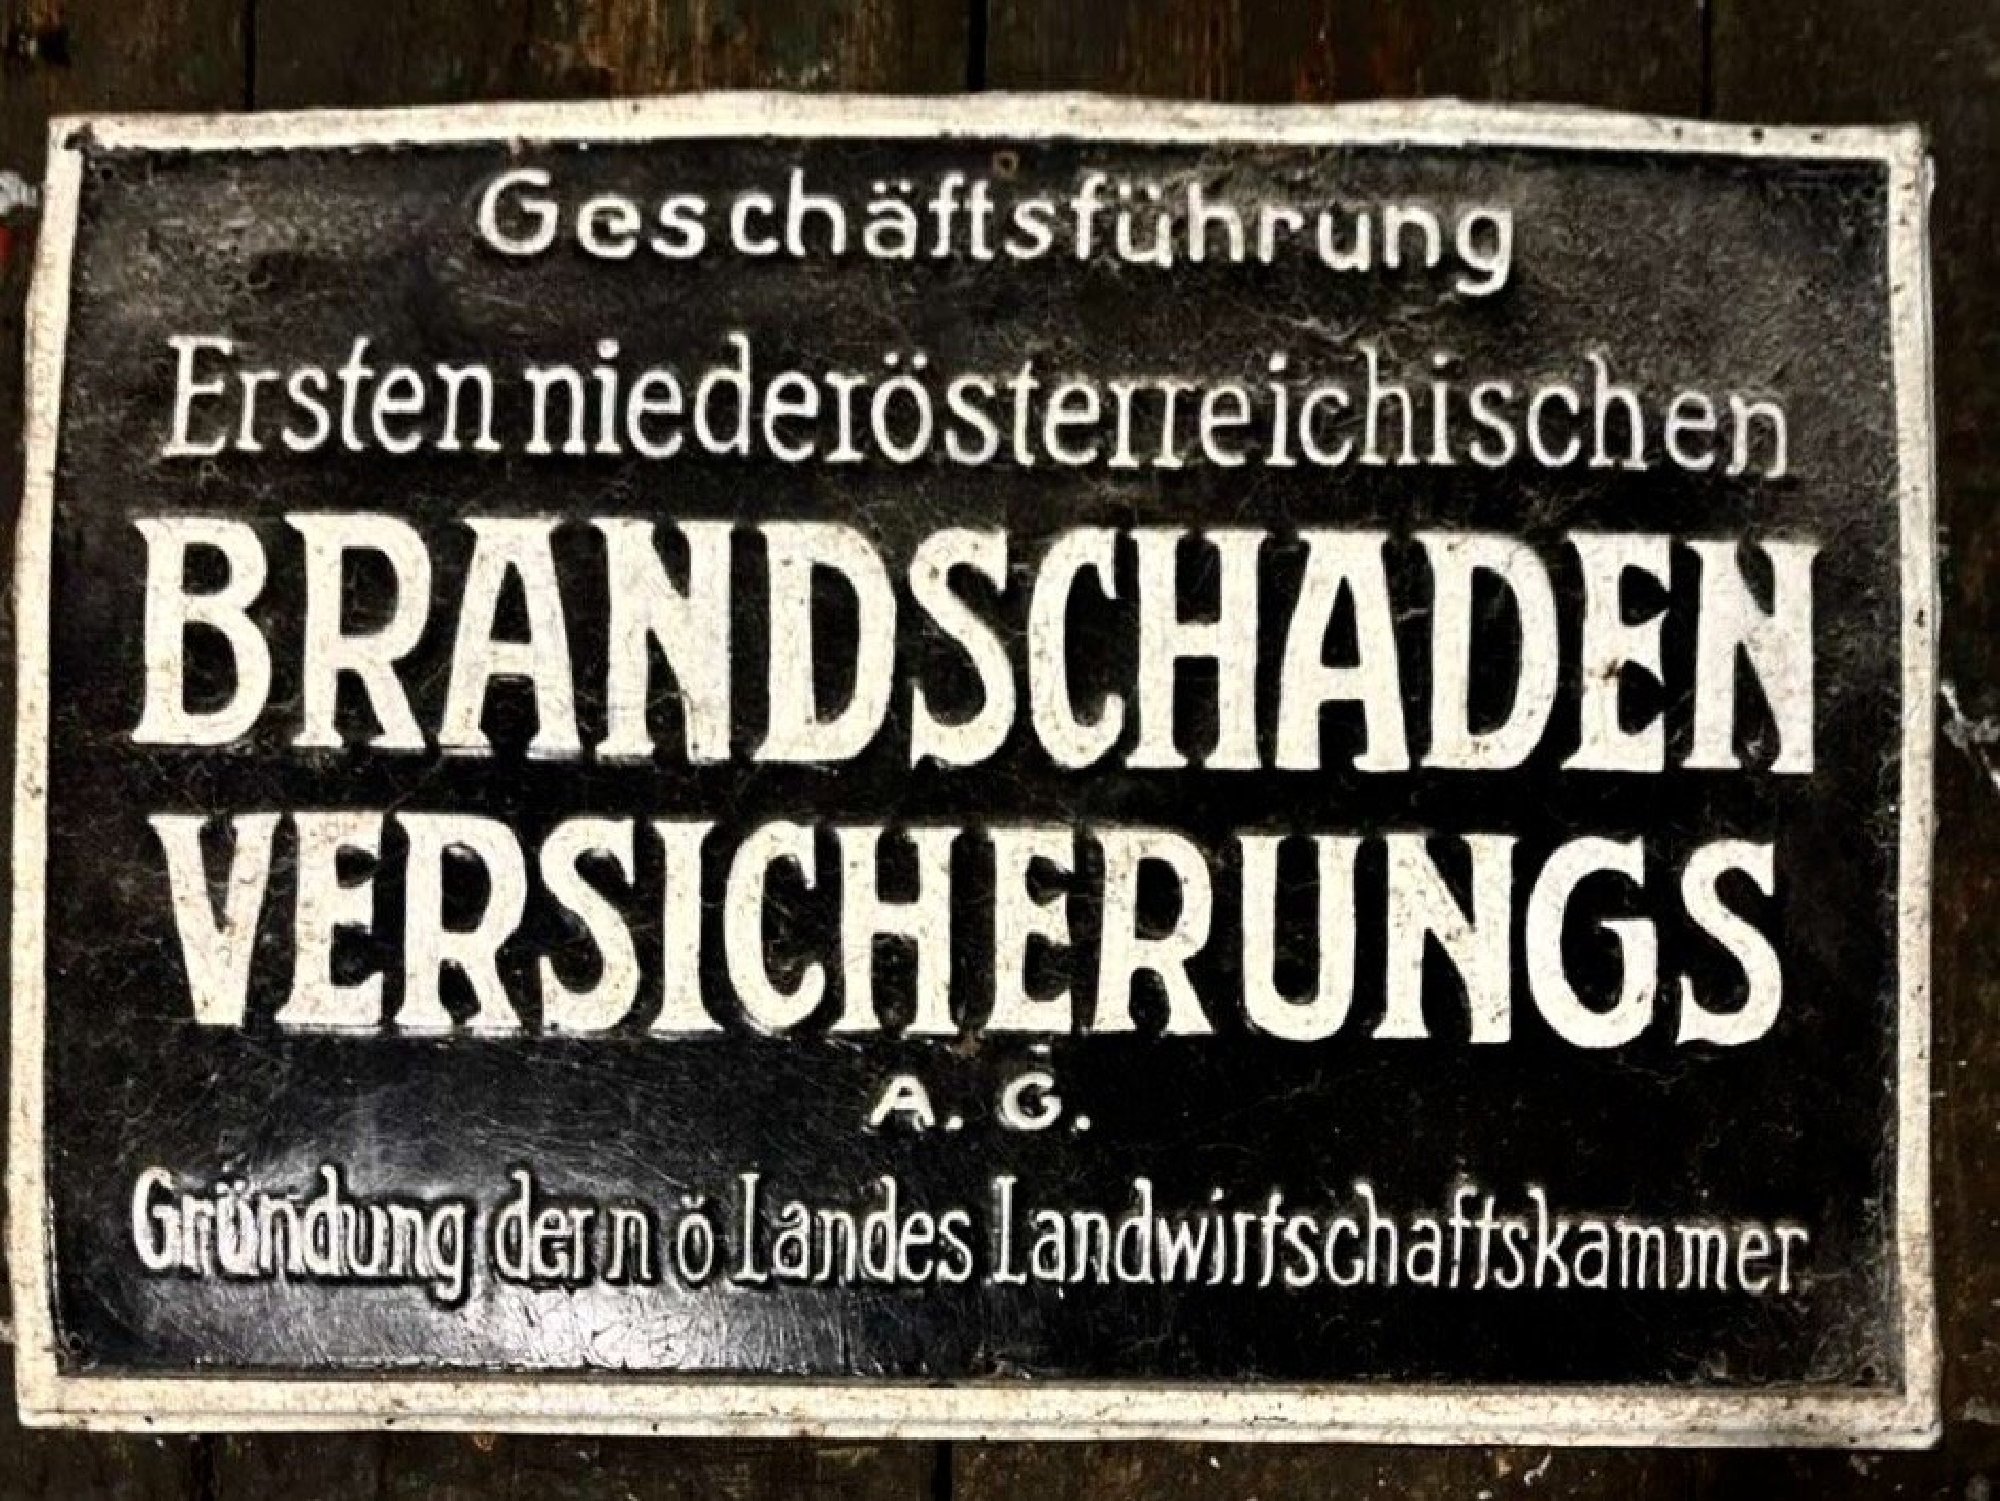 Geschäftsführung
Ersten niederösterreichischen
BRANDSCHADEN
VERSICHERUNGS
A. G.
Gründung der n ö Landes Landwirtschaftskammer